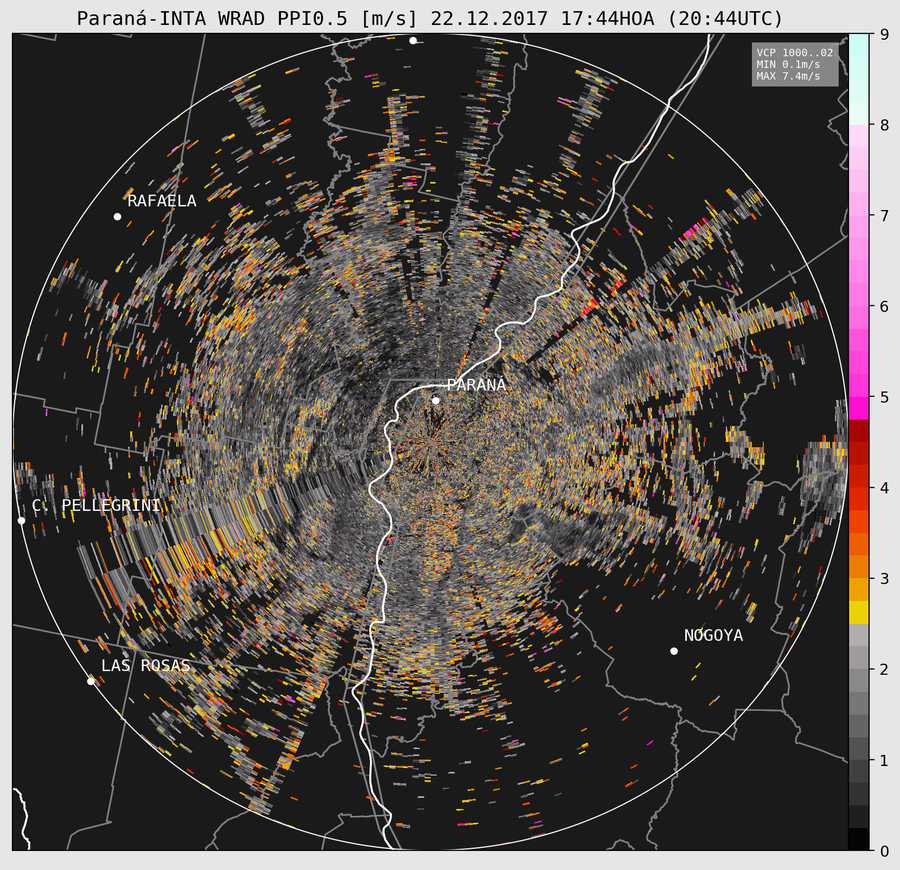 Paraná-INTA WRAD PPI0.5 [m/s] 22.12.2017 17:44HOA (20:44UTC)
VCP 1000..02
MIN 0.1m/s
MAX 7.4m/s
9
8
7
6
5
4
3
2
1
0
RAFAELA
PARANÁ
C. PELLEGRINI
NOGOYA
LAS ROSAS